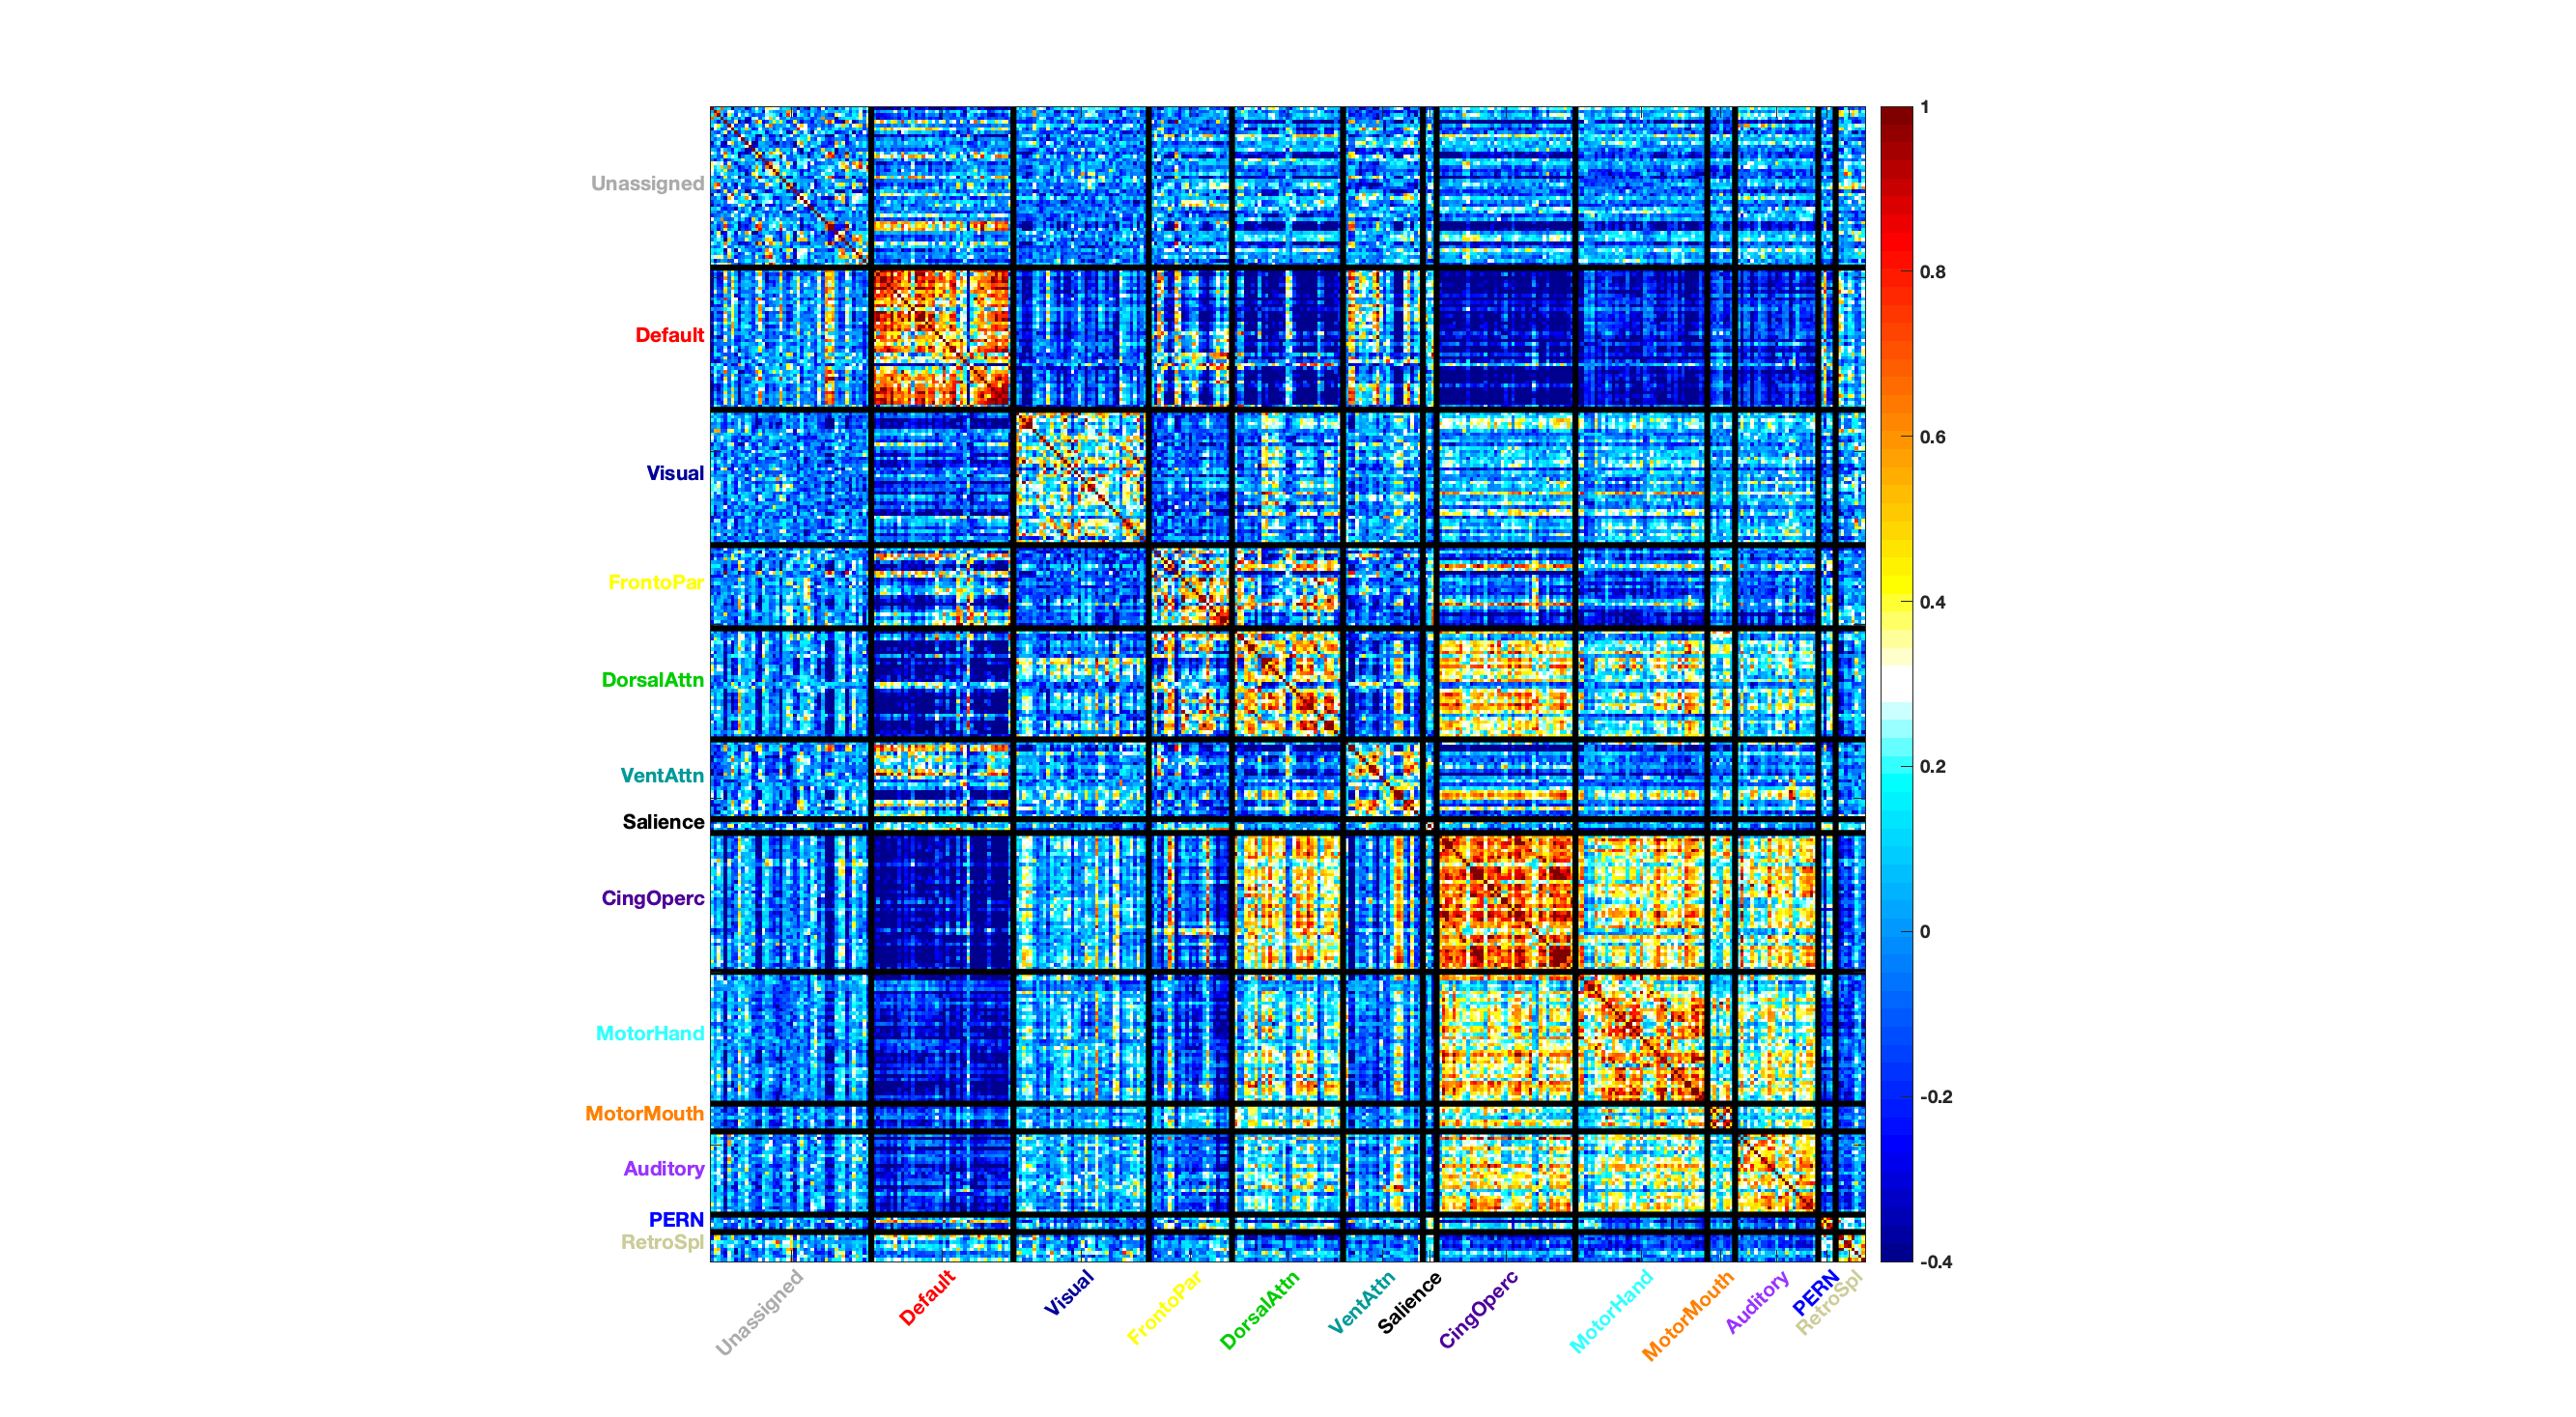 Unassigned
Default
Visual
FrontoPar
DorsalAttn
VentAttn
Salience
CingOperc
MotorHand
MotorMouth
Auditory
PERN
RetroSpl
Unassigned
Default
Visual
FrontoPar
DorsalAttn
VentAttn
Salience
CingOperc
MotorHand
MotorMouth
Auditory
PERN
RetroSpl
1
0.8
0.6
0.4
0.2
0
-0.2
-0.4